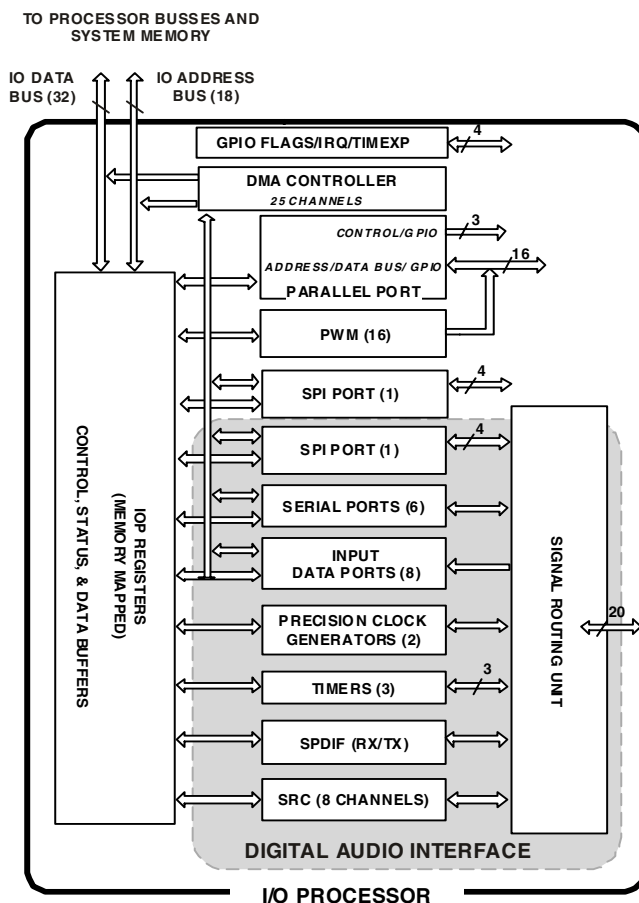 TO PROCESSOR BUSSES AND
SYSTEM MEMORY
IO DATA
BUS (32)
IO ADDRESS
BUS (18)
GPIO FLAGS/IRQ/TIMEXP
4
DMA CONTROLLER
25 CHANNELS
CONTROL/GPIO
3
ADDRESS/DATA BUS/ GPIO
16
PARALLEL PORT
PWM (16)
SPI PORT (1)
4
SPI PORT (1)
4
SERIAL PORTS (6)
INPUT
DATA PORTS (8)
PRECISION CLOCK
GENERATORS (2)
TIMERS (3)
3
SPDIF (RX/TX)
SRC (8 CHANNELS)
IOP REGISTERS
(MEMORY MAPPED)
CONTROL, STATUS, & DATA BUFFERS
SIGNAL ROUTING UNIT
20
DIGITAL AUDIO INTERFACE
I/O PROCESSOR